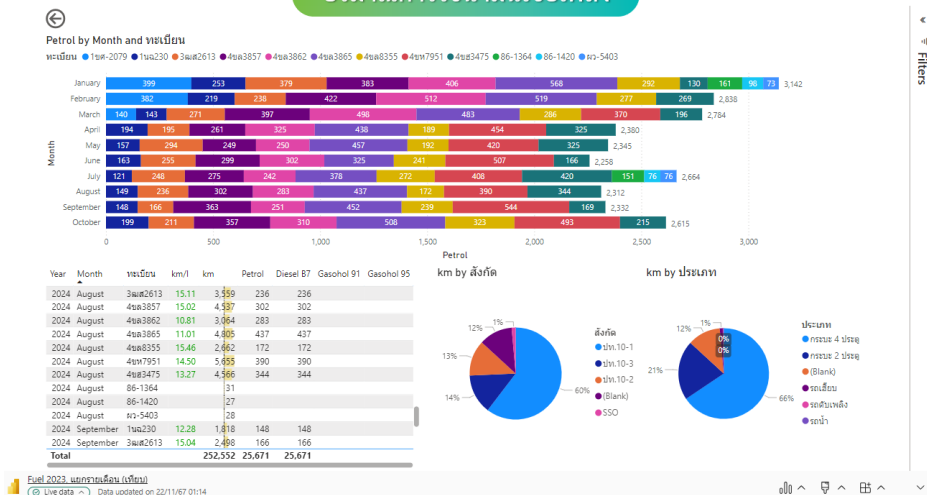 Petrol by Month and ทะเบียน
ทะเบียน 1ขศ-2079 1นฉ230 3ฒศ2613 4ขล3857 4ขล3862 4ขล3865 4ขล8355 4ขห7951 4ขฮ3475 86-1364 86-1420 ผว-5403
January 399 253 379 383 406 568 292 130 161 98 73 3,142
February 382 219 238 422 512 519 277 269 2,838
March 140 143 271 397 498 483 286 370 196 2,784
April 194 195 261 325 438 189 454 325 2,380
May 157 294 249 250 457 192 420 325 2,345
June 163 255 299 302 325 241 507 166 2,258
July 121 248 275 242 378 272 408 420 151 76 76 2,664
August 149 236 302 283 437 172 390 344 2,312
September 148 166 363 251 452 239 544 169 2,332
October 199 211 357 310 508 323 493 215 2,615
Month
0 500 1,000 1,500 2,000 2,500 3,000
Petrol
Filters
Year Month ทะเบียน km/l km Petrol Diesel B7 Gasohol 91 Gasohol 95
2024 August 3ฒศ2613 15.11 3,559 236 236
2024 August 4ขล3857 15.02 4,537 302 302
2024 August 4ขล3862 10.81 3,064 283 283
2024 August 4ขล3865 11.01 4,805 437 437
2024 August 4ขล8355 15.46 2,662 172 172
2024 August 4ขห7951 14.50 5,655 390 390
2024 August 4ขฮ3475 13.27 4,566 344 344
2024 August 86-1364 31
2024 August 86-1420 27
2024 August ผว-5403 28
2024 September 1นฉ230 12.28 1,818 148 148
2024 September 3ฒศ2613 15.04 2,498 166 166
Total 252,552 25,671 25,671
km by สังกัด
1%
12%
13%
14%
60%
สังกัด
ปท.10-1
ปท.10-3
ปท.10-2
(Blank)
SSO
km by ประเภท
1%
12%
0%
0%
21%
66%
ประเภท
กระบะ 4 ประตู
กระบะ 2 ประตู
(Blank)
รถเฮี๊ยบ
รถดับเพลิง
รถน้ำ
Fuel 2023, แยกรายเดือน (เทียบ)
Live data
Data updated on 22/11/67 01:14